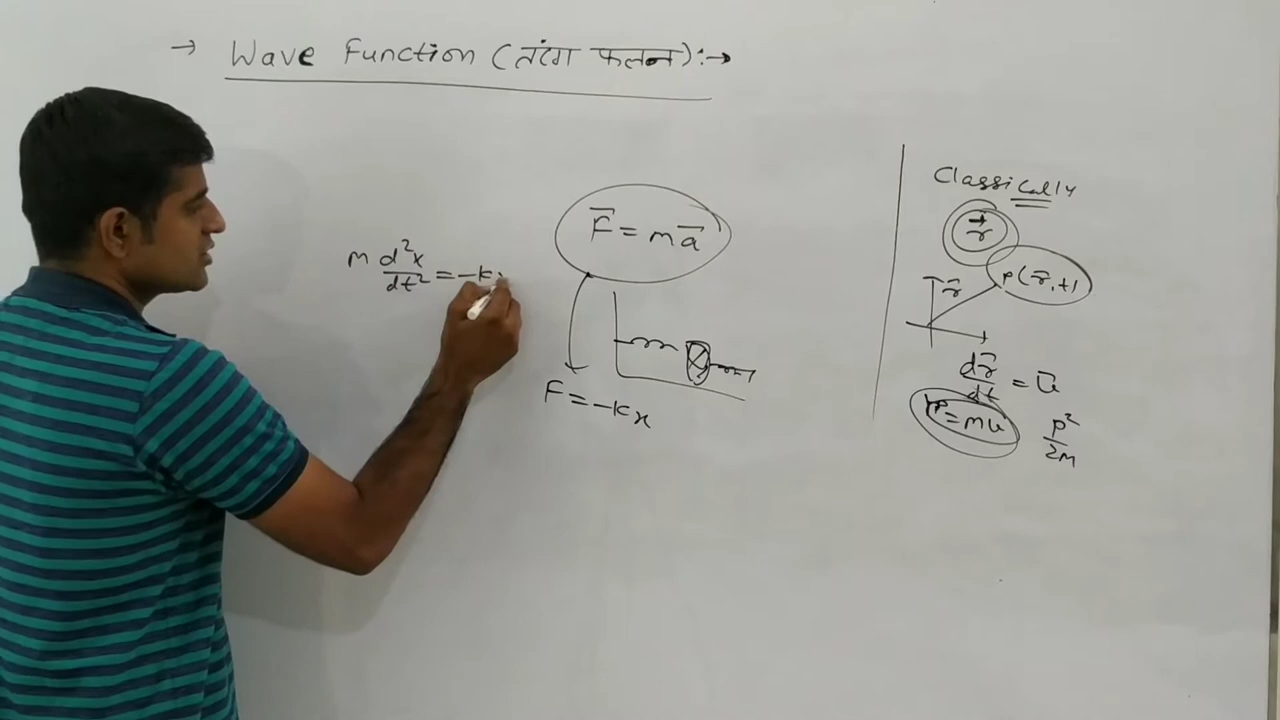 → Wave Function (तरंग फलन):→
F⃗ = ma⃗
m d²x/dt² = -kx
F = -kx
Classically
r⃗
P(r⃗,t)
r⃗
dr⃗/dt = u⃗
P = mu
P²/2m